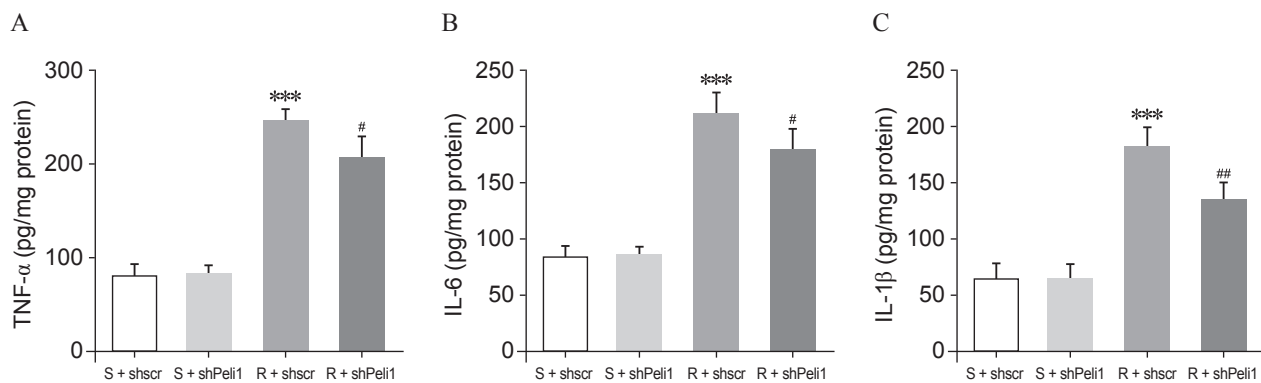 A
TNF-α (pg/mg protein)
300
200
100
0
***
#
S + shscr
S + shPeli1
R + shscr
R + shPeli1
B
IL-6 (pg/mg protein)
250
200
150
100
50
0
***
#
S + shscr
S + shPeli1
R + shscr
R + shPeli1
C
IL-1β (pg/mg protein)
250
200
150
100
50
0
***
##
S + shscr
S + shPeli1
R + shscr
R + shPeli1